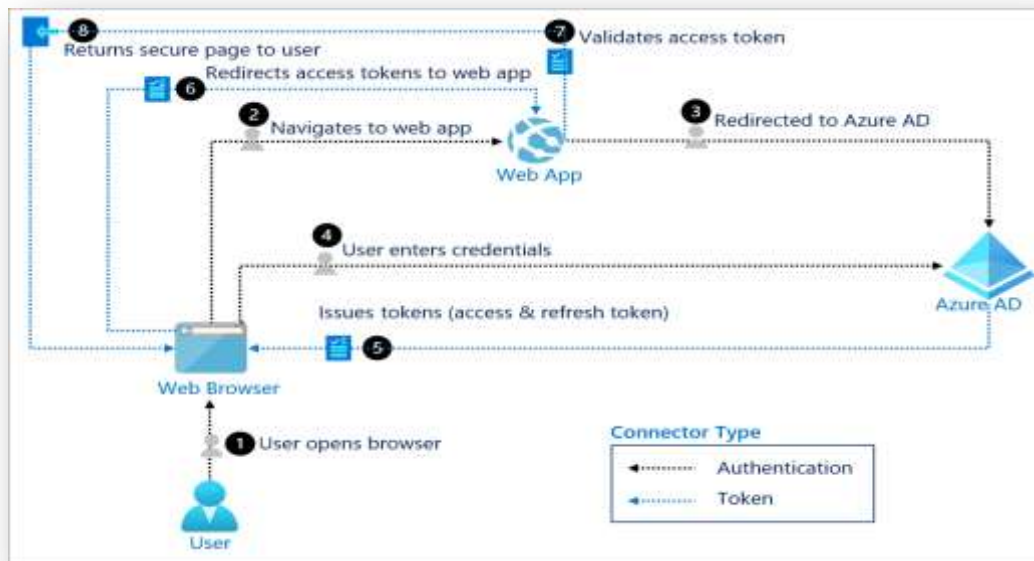 8
Returns secure page to user
7
Validates access token
6
Redirects access tokens to web app
2
Navigates to web app
3
Redirected to Azure AD
Web App
4
User enters credentials
Azure AD
Issues tokens (access & refresh token)
5
Web Browser
1
User opens browser
User
Connector Type
Authentication
Token